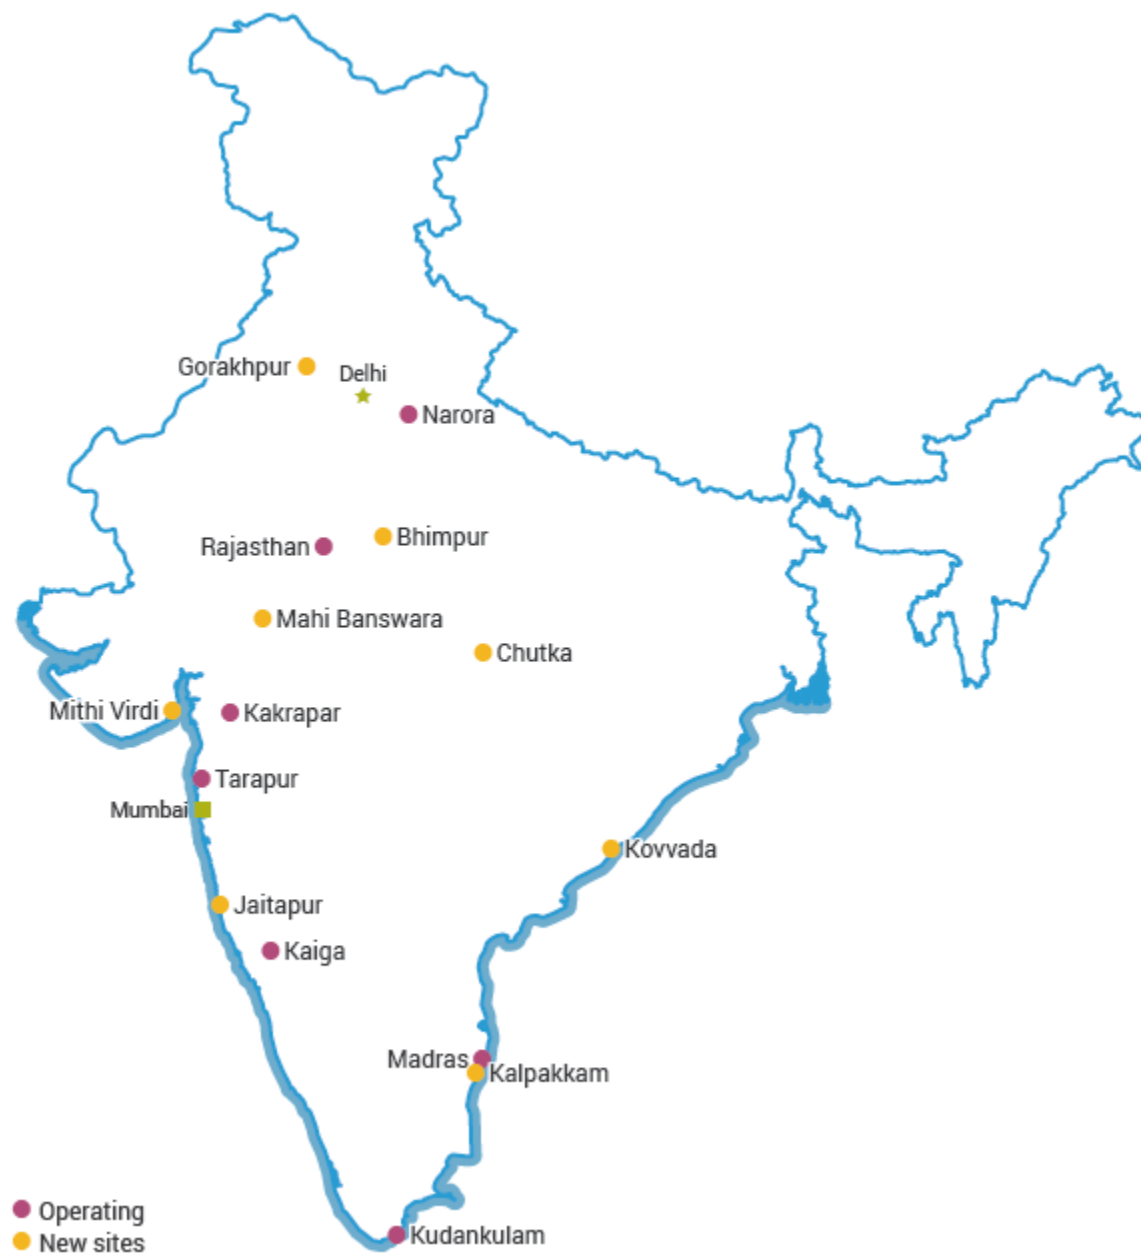 Gorakhpur
Delhi
Narora
Rajasthan
Bhimpur
Mahi Banswara
Chutka
Mithi Virdi
Kakrapar
Tarapur
Mumbai
Kovvada
Jaitapur
Kaiga
Madras
Kalpakkam
Kudankulam
Operating
New sites